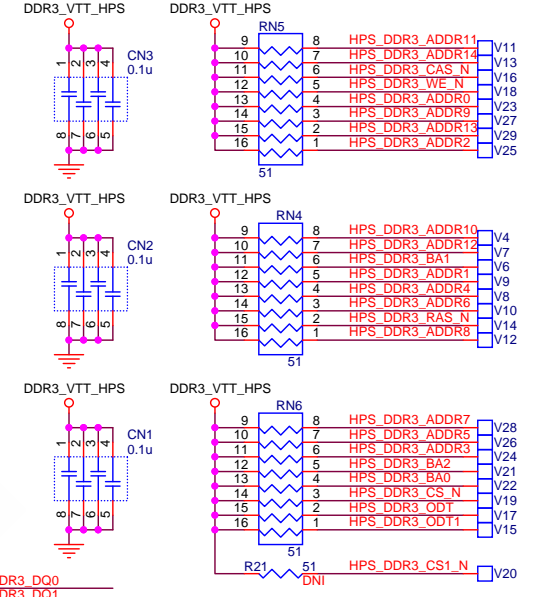 DDR3_VTT_HPS DDR3_VTT_HPS
RN5
CN3
0.1u
1 2 3 4
8 7 6 5
9 8 HPS_DDR3_ADDR11 V11
10 7 HPS_DDR3_ADDR14 V13
11 6 HPS_DDR3_CAS_N V16
12 5 HPS_DDR3_WE_N V18
13 4 HPS_DDR3_ADDR0 V23
14 3 HPS_DDR3_ADDR9 V27
15 2 HPS_DDR3_ADDR13 V29
16 1 HPS_DDR3_ADDR2 V25
51
DDR3_VTT_HPS DDR3_VTT_HPS
RN4
CN2
0.1u
1 2 3 4
8 7 6 5
9 8 HPS_DDR3_ADDR10 V4
10 7 HPS_DDR3_ADDR12 V7
11 6 HPS_DDR3_BA1 V6
12 5 HPS_DDR3_ADDR1 V9
13 4 HPS_DDR3_ADDR4 V8
14 3 HPS_DDR3_ADDR6 V10
15 2 HPS_DDR3_RAS_N V14
16 1 HPS_DDR3_ADDR8 V12
51
DDR3_VTT_HPS DDR3_VTT_HPS
RN6
CN1
0.1u
1 2 3 4
8 7 6 5
9 8 HPS_DDR3_ADDR7 V28
10 7 HPS_DDR3_ADDR5 V26
11 6 HPS_DDR3_ADDR3 V24
12 5 HPS_DDR3_BA2 V21
13 4 HPS_DDR3_BA0 V22
14 3 HPS_DDR3_CS_N V19
15 2 HPS_DDR3_ODT V17
16 1 HPS_DDR3_ODT1 V15
51
R21 51 HPS_DDR3_CS1_N V20
DNI
DR3_DQ0
DR3_DQ1